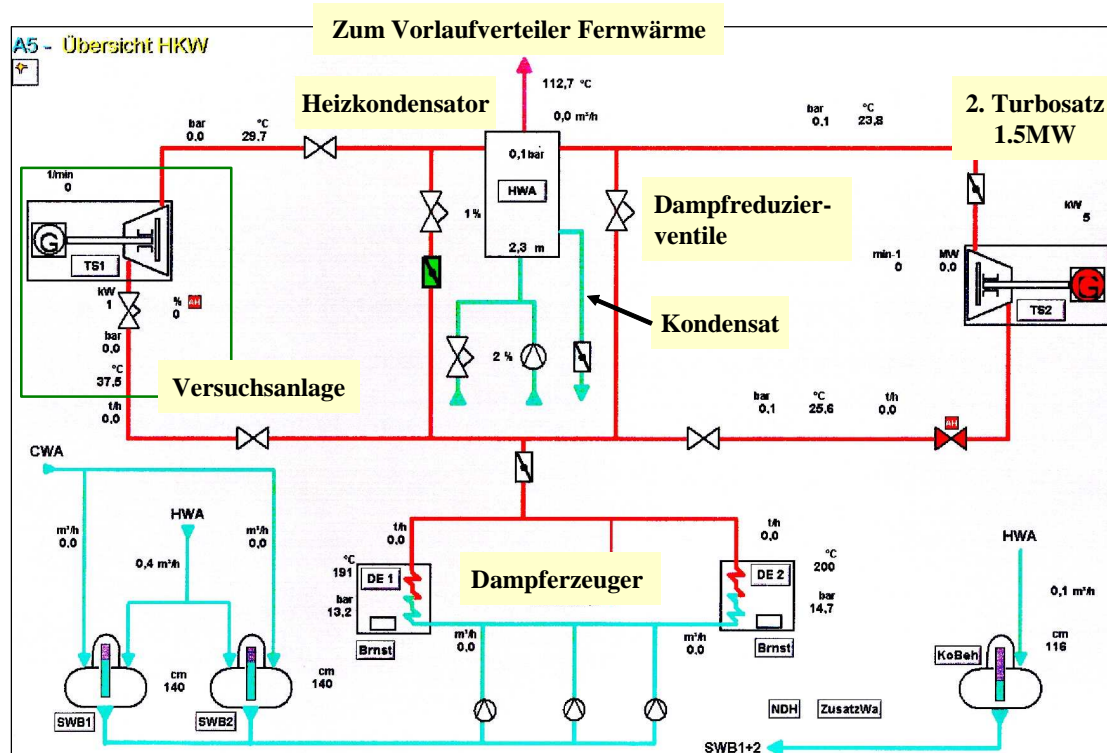 Zum Vorlaufverteiler Fernwärme
A5 - Übersicht HKW
112,7 °C
Heizkondensator
0,0 m³/h
2. Turbosatz
1.5MW
bar °C
0.0 29.7
bar °C
0.1 23,8
0,1bar
HWA
1 %
2,3 m
Dampfreduzier-
ventile
1/min
0
G
TS1
kW
1
% AH
0
bar
0,0
°C
37.5
t/h
0.0
Versuchsanlage
2 %
Kondensat
kW
5
min-1 MW
0 0.0
G
TS2
bar °C t/h
0.1 25,6 0.0
AH
CWA
HWA
m³/h
0.0
m³/h
0.0
0,4 m³/h
t/h
0.0
t/h
0.0
°C
191
DE 1
bar
13,2
Brnst
Dampferzeuger
DE 2
°C
200
bar
14.7
Brnst
m³/h
0.0
m³/h
0.0
HWA
0,1 m³/h
cm
116
KoBeh
cm
140
cm
140
SWB1
SWB2
NDH
ZusatzWa
SWB1+2